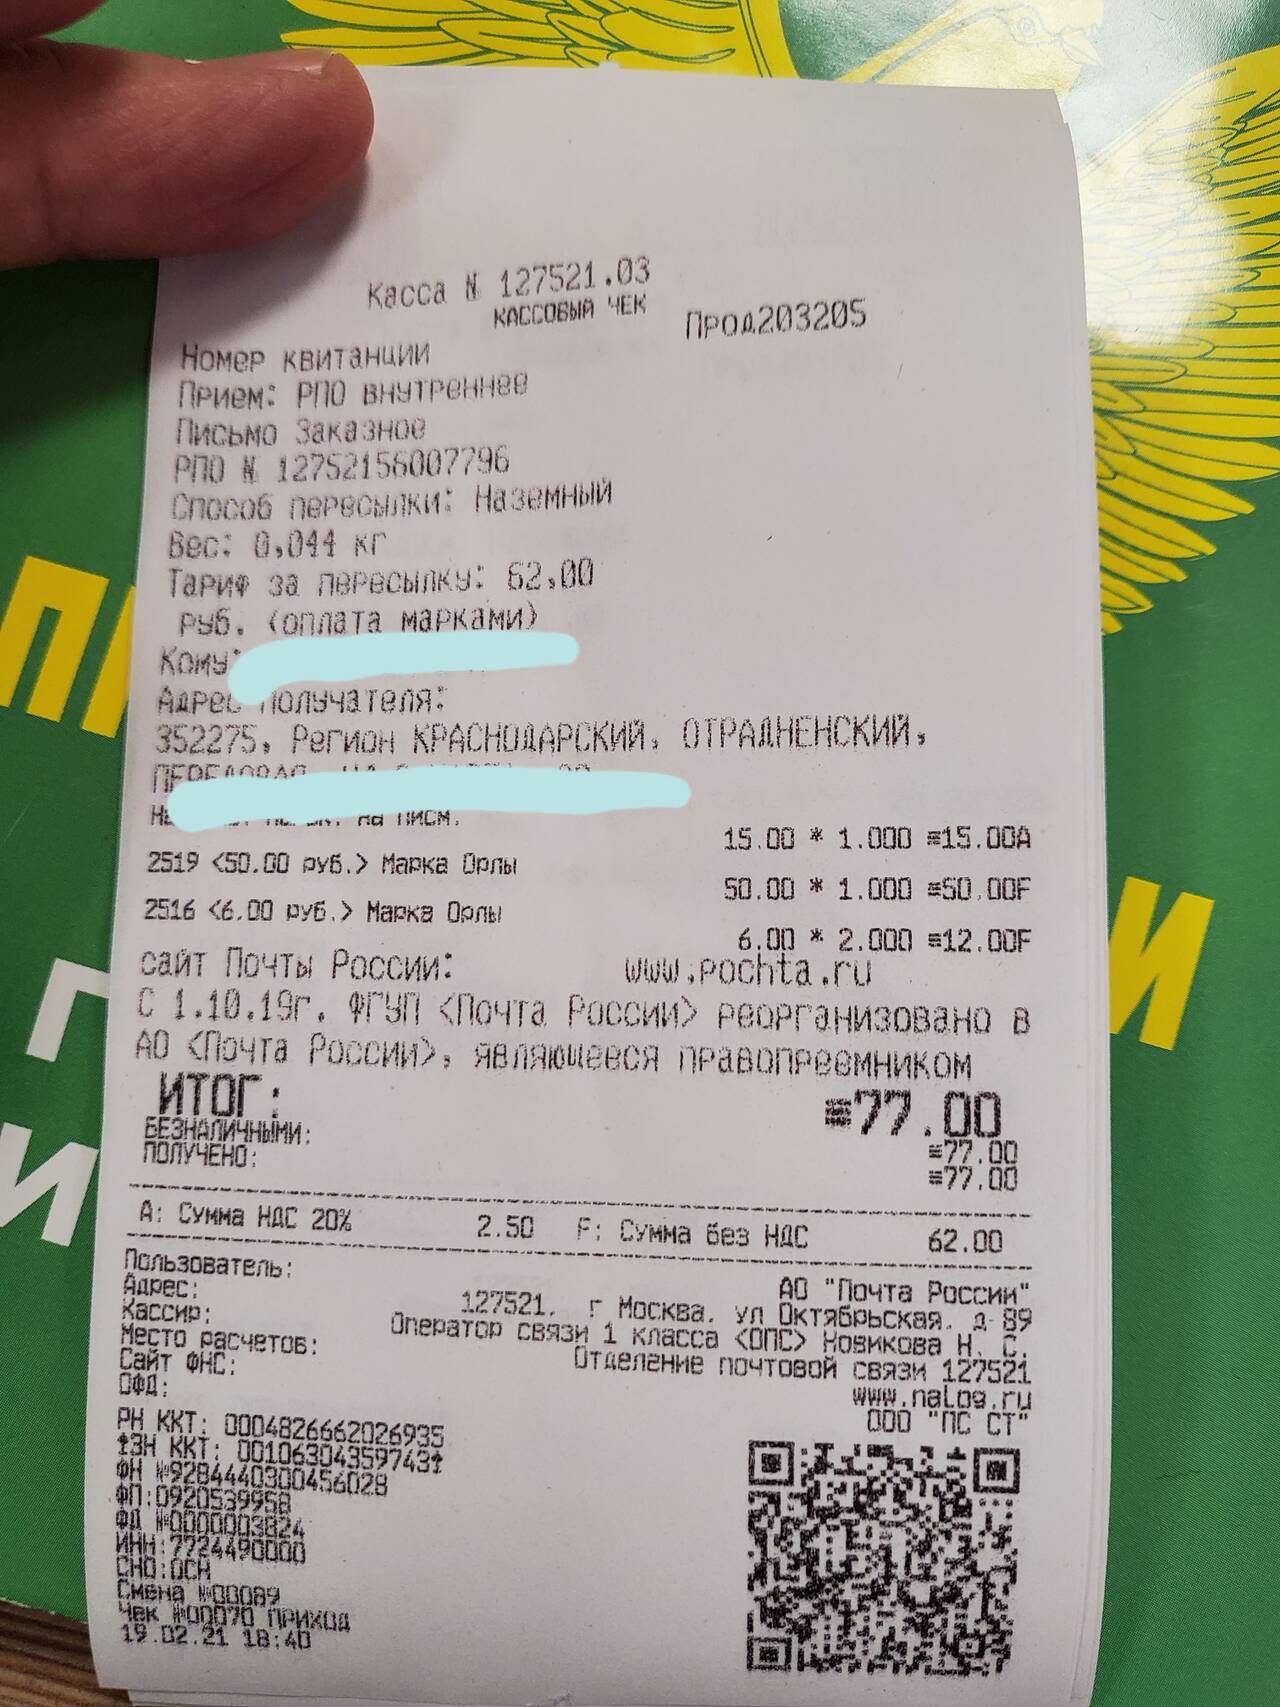 Касса № 127521.03
КАССОВЫЙ ЧЕК
Прод203205
Номер квитанции
Прием: РПО внутреннее
Письмо Заказное
РПО № 12752156007796
Способ пересылки: Наземный
Вес: 0,044 кг
Тариф за пересылку: 62,00
руб. (оплата марками)
Кому:
Адрес получателя:
352275, Регион КРАСНОДАРСКИЙ, ОТРАДНЕНСКИЙ,
ПЕРЕДОВАЯ
на писм.
15.00 * 1.000 ≡15.00А
2519 <50.00 руб.> Марка Орлы
50.00 * 1.000 ≡50.00F
2516 <6.00 руб.> Марка Орлы
6.00 * 2.000 ≡12.00F
сайт Почты России: www.pochta.ru
С 1.10.19г. ФГУП <Почта России> реорганизовано в
АО <Почта России>, являющееся правопреемником
ИТОГ: ≡77.00
БЕЗНАЛИЧНЫМИ: ≡77.00
ПОЛУЧЕНО: ≡77.00
А: Сумма НДС 20% 2.50 F: Сумма без НДС 62.00
Пользователь: АО "Почта России"
Адрес: 127521, г Москва, ул Октябрьская, д 89
Кассир: Оператор связи 1 класса <ОПС> Новикова Н. С.
Место расчетов: Отделение почтовой связи 127521
Сайт ФНС: www.nalog.ru
ОФД: ООО "ПС СТ"
РН ККТ: 0004826662026935
ЗН ККТ: 00106304359743
ФН №9284440300456028
ФП:0920539958
ФД №0000003824
ИНН:7724490000
СНО:ОСН
Смена №00089
Чек №00070 ПРИХОД
19.02.21 18:40